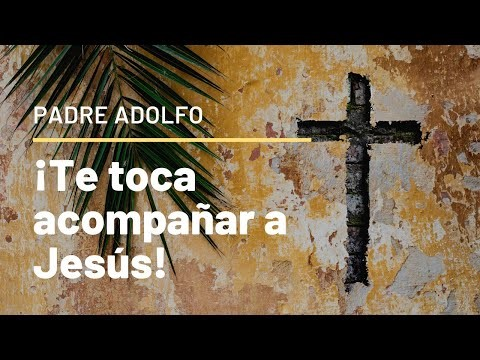 PADRE ADOLFO
¡Te toca
acompañar a
Jesús!